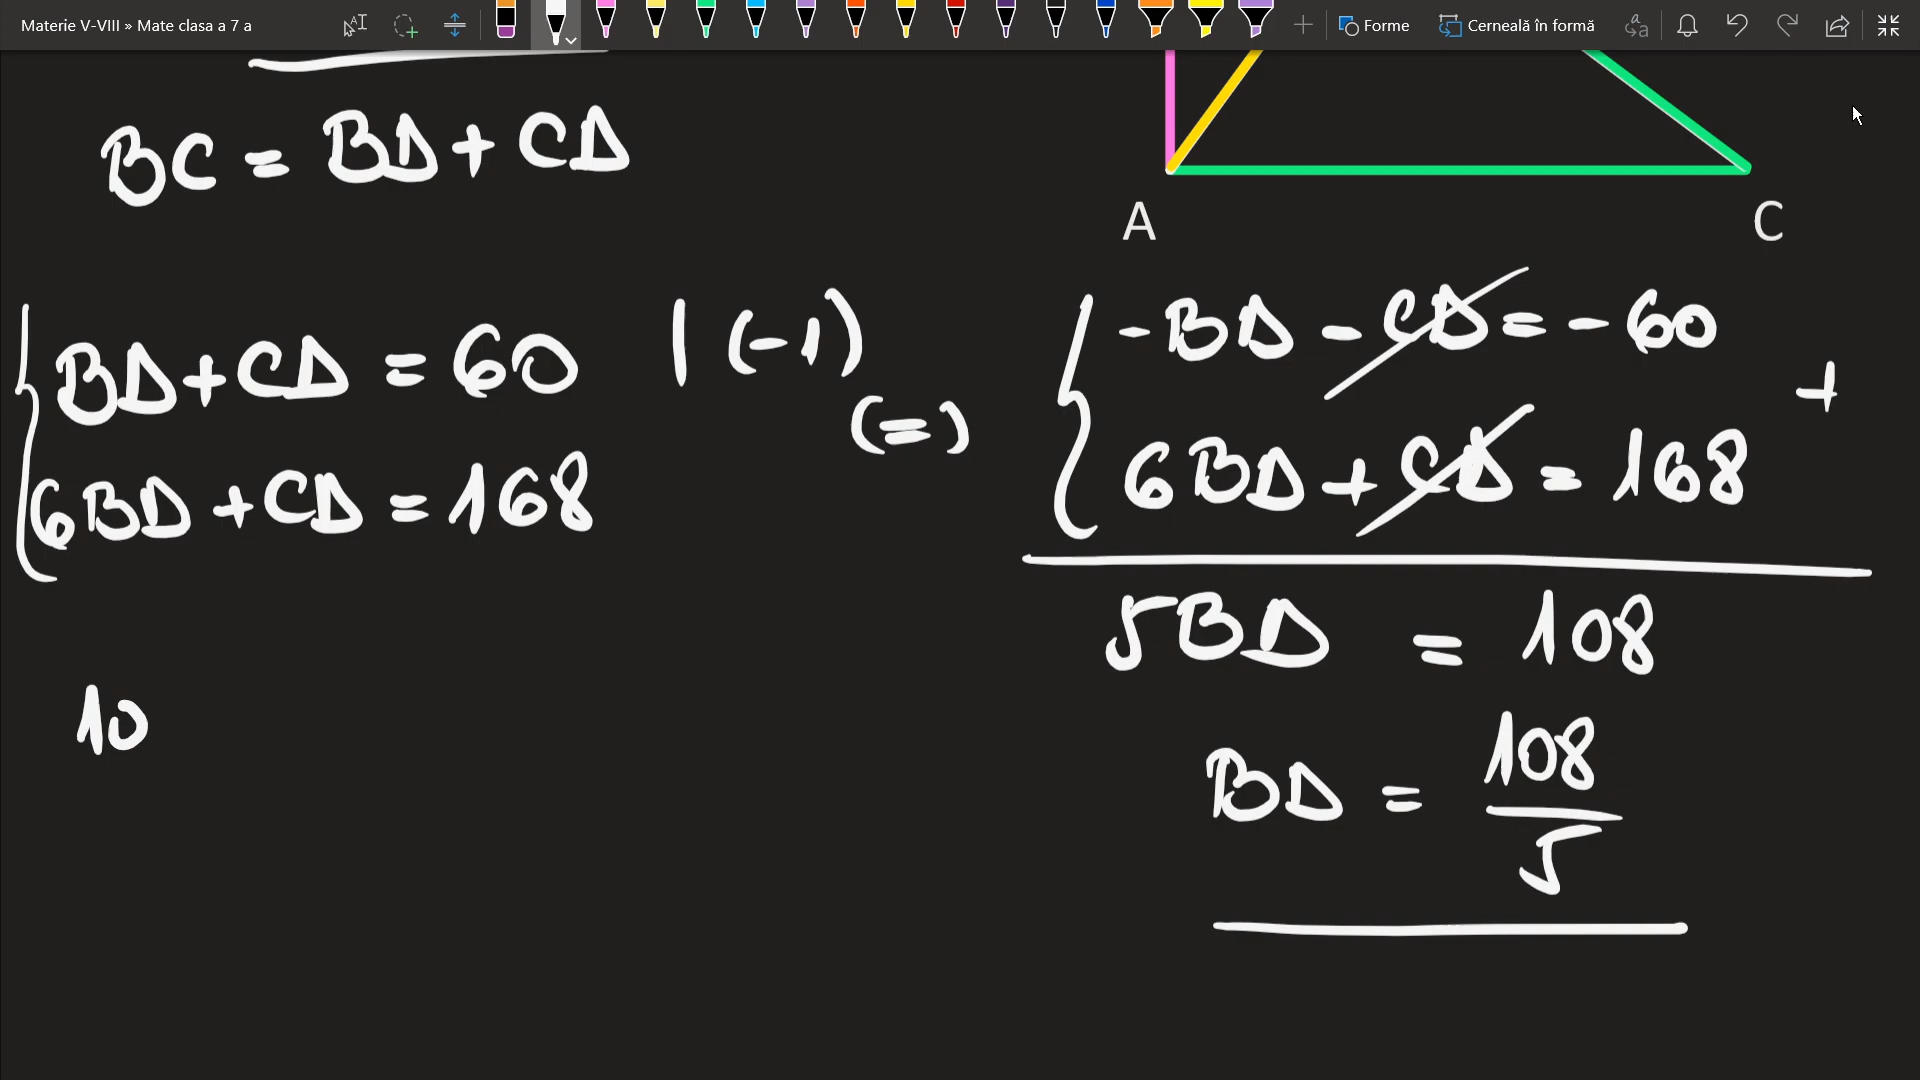 Materie V-VIII » Mate clasa a 7 a
Forme
Cerneală în formă
BC = BD + CD
A
C
BD + CD = 60 | (-1)
6BD + CD = 168
(=)
-BD - CD = -60
+
6BD + CD = 168
5BD = 108
BD = 108
5
10